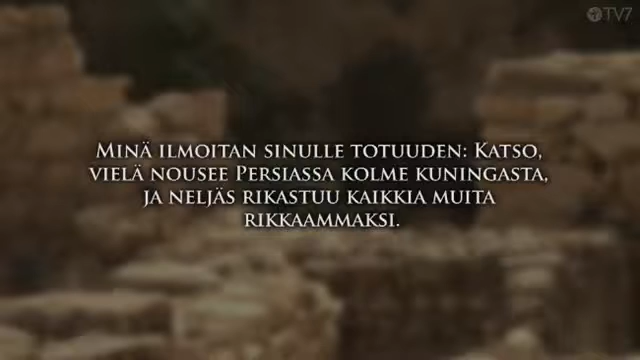 TV7
Minä ilmoitan sinulle totuuden: Katso,
vielä nousee Persiassa kolme kuningasta,
ja neljäs rikastuu kaikkia muita
rikkaammaksi.